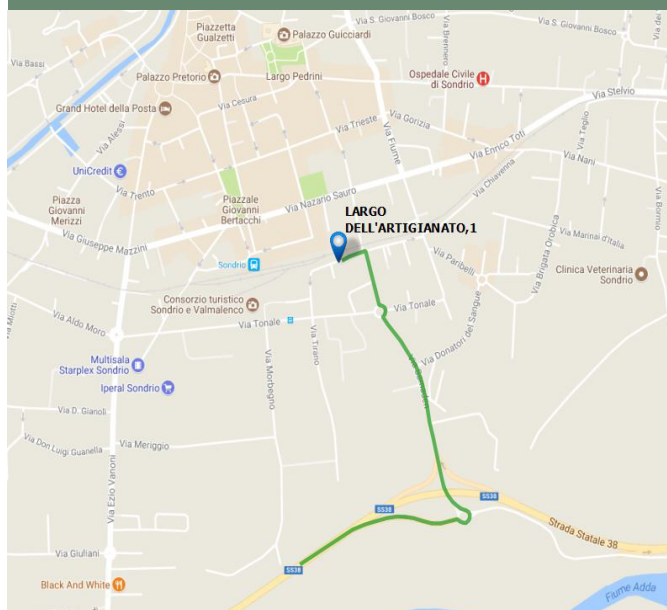 Via S. Giovanni Bosco
Via S. Giovanni Bosco
Piazzetta
Gualzetti
Palazzo Guicciardi
Via Brennero
Via Bassi
Palazzo Pretorio
Largo Pedrini
Ospedale Civile
di Sondrio
Via Stelvio
Grand Hotel della Posta
Via Cesura
Via Alessi
Via Trieste
Via Gorizia
Via Fiume
Via Enrico Toti
Via Teglio
Via Nani
UniCredit
Via Trento
Via Chiavenna
Piazza
Giovanni
Merizzi
Piazzale
Giovanni
Bertacchi
Via Nazario Sauro
Via Bormio
LARGO
DELL'ARTIGIANATO,1
Via Giuseppe Mazzini
Via Brigata Orobica
Via Marinai d'Italia
Sondrio
Via Paribelli
Clinica Veterinaria
Sondrio
Consorzio turistico
Sondrio e Valmalenco
Via Miotti
Via Aldo Moro
Via Tonale
Via Tonale
Via Tirano
Via Donatori del Sangue
Multisala
Starplex Sondrio
Via Morbegno
Iperal Sondrio
Via D. Gianoli
Via Don Luigi Guanella
Via Meriggio
Via Ezio Vanoni
SS38
SS38
Strada Statale 38
Via Giuliani
SS38
Black And White
Fiume Adda